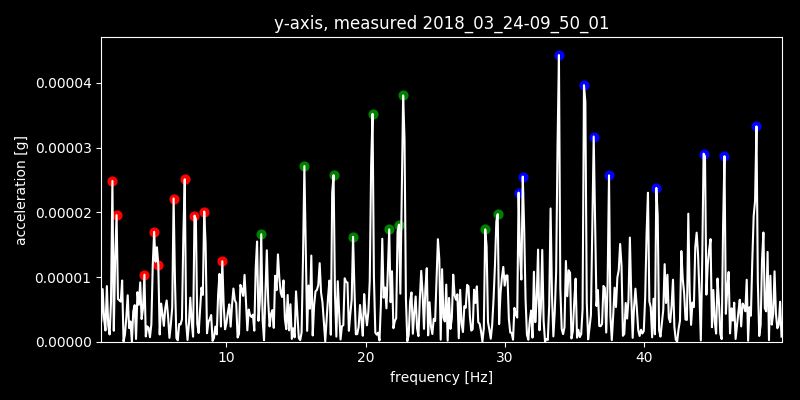 y-axis, measured 2018_03_24-09_50_01
acceleration [g]
0.00004
0.00003
0.00002
0.00001
0.00000
10 20 30 40
frequency [Hz]